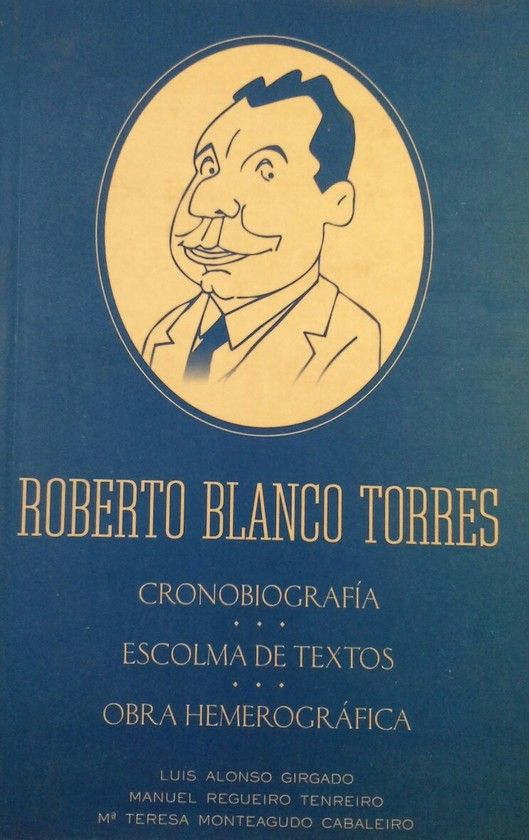 ROBERTO BLANCO TORRES
CRONOBIOGRAFÍA
ESCOLMA DE TEXTOS
OBRA HEMEROGRÁFICA
LUIS ALONSO GIRGADO
MANUEL REGUEIRO TENREIRO
Mª TERESA MONTEAGUDO CABALEIRO